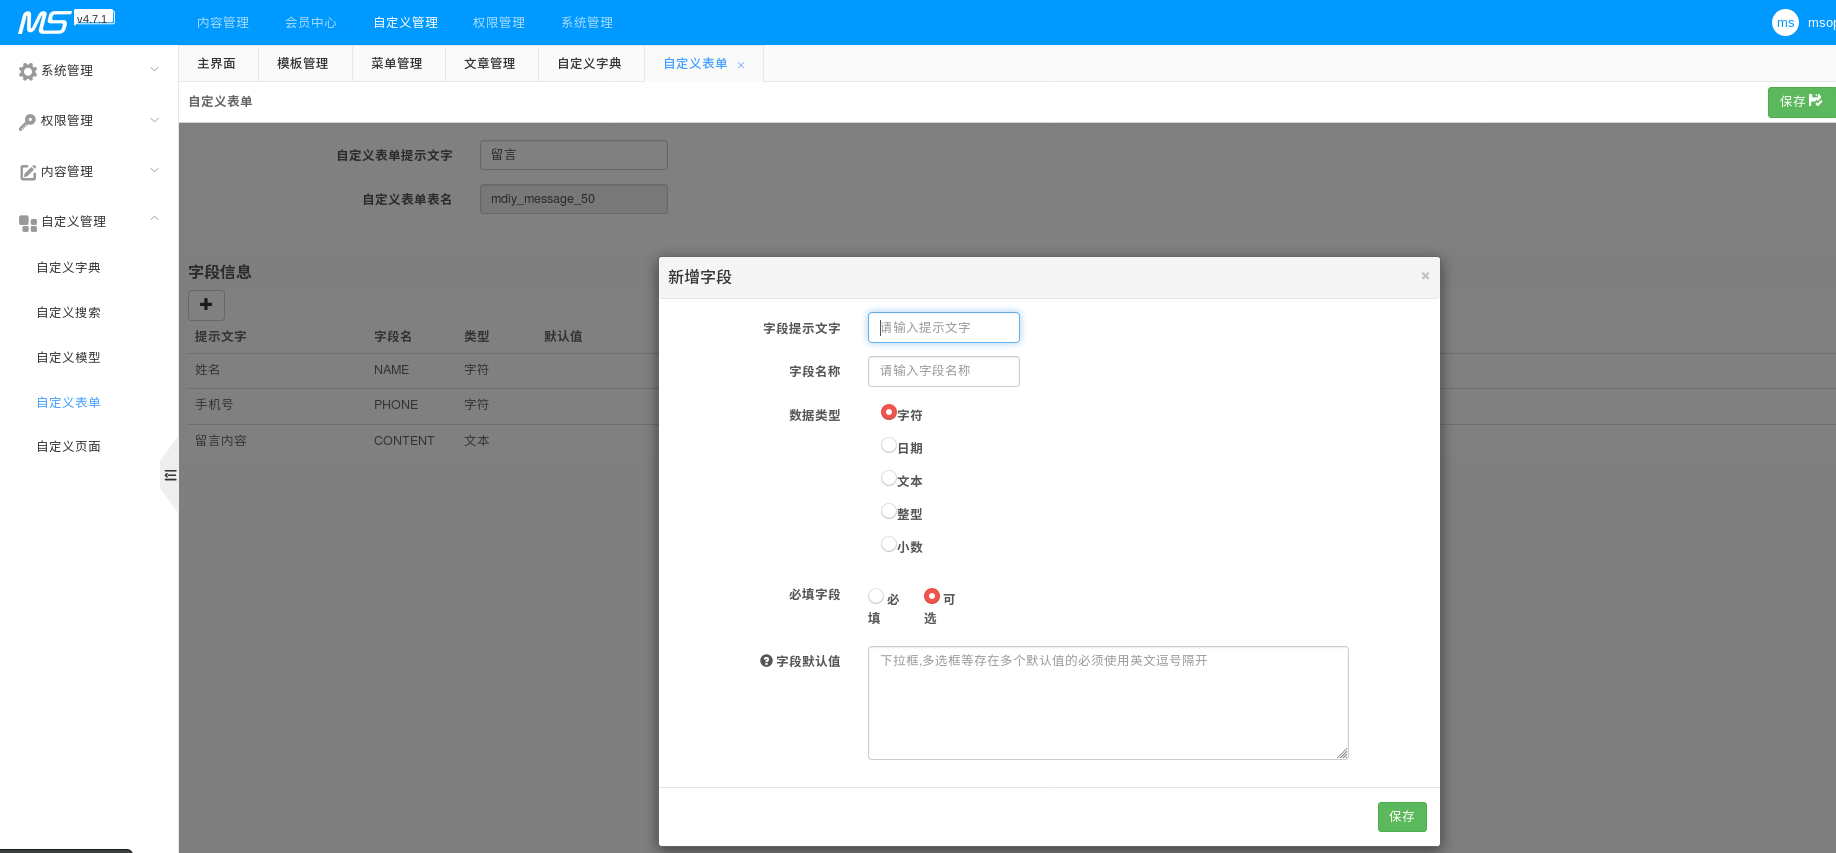 MS v4.7.1 内容管理 会员中心 自定义管理 权限管理 系统管理 ms
系统管理
权限管理
内容管理
自定义管理
自定义字典
自定义搜索
自定义模型
自定义表单
自定义页面
主界面 模板管理 菜单管理 文章管理 自定义字典 自定义表单 ×
自定义表单 保存
自定义表单提示文字 留言
自定义表单表名 mdiy_message_50
字段信息
提示文字 字段名 类型 默认值
姓名 NAME 字符
手机号 PHONE 字符
留言内容 CONTENT 文本
新增字段 ×
字段提示文字 请输入提示文字
字段名称 请输入字段名称
数据类型 字符
日期
文本
整型
小数
必填字段 必填 可选
字段默认值 下拉框,多选框等存在多个默认值的必须使用英文逗号隔开
保存